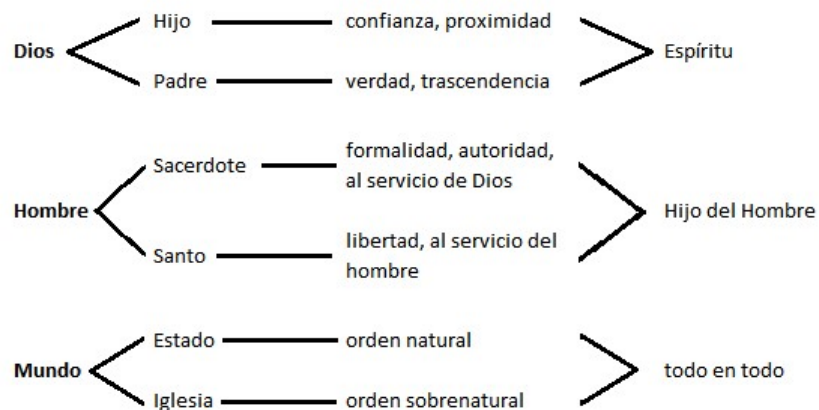 Hijo confianza, proximidad
Dios Espíritu
Padre verdad, trascendencia
formalidad, autoridad,
Sacerdote
al servicio de Dios
Hombre Hijo del Hombre
libertad, al servicio del
Santo
hombre
Estado orden natural
Mundo todo en todo
Iglesia orden sobrenatural